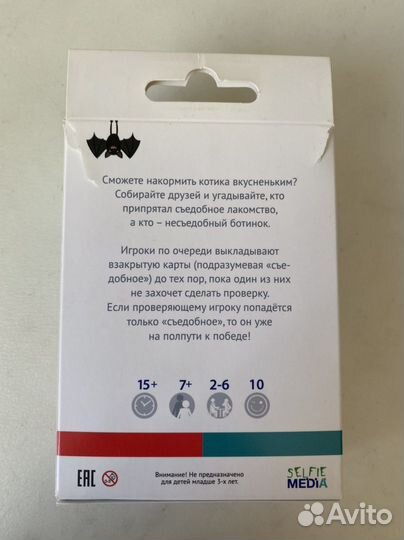 Сможете накормить котика вкусненьким?
Собирайте друзей и угадывайте, кто
припрятал съедобное лакомство,
а кто – несъедобный ботинок.
Игроки по очереди выкладывают
взакрытую карты (подразумевая «съе-
добное») до тех пор, пока один из них
не захочет сделать проверку.
Если проверяющему игроку попадётся
только «съедобное», то он уже
на полпути к победе!
15+ 7+ 2-6 10
EAC
0-3
Внимание! Не предназначено
для детей младше 3-х лет.
SELFIE
MEDIA
Avito